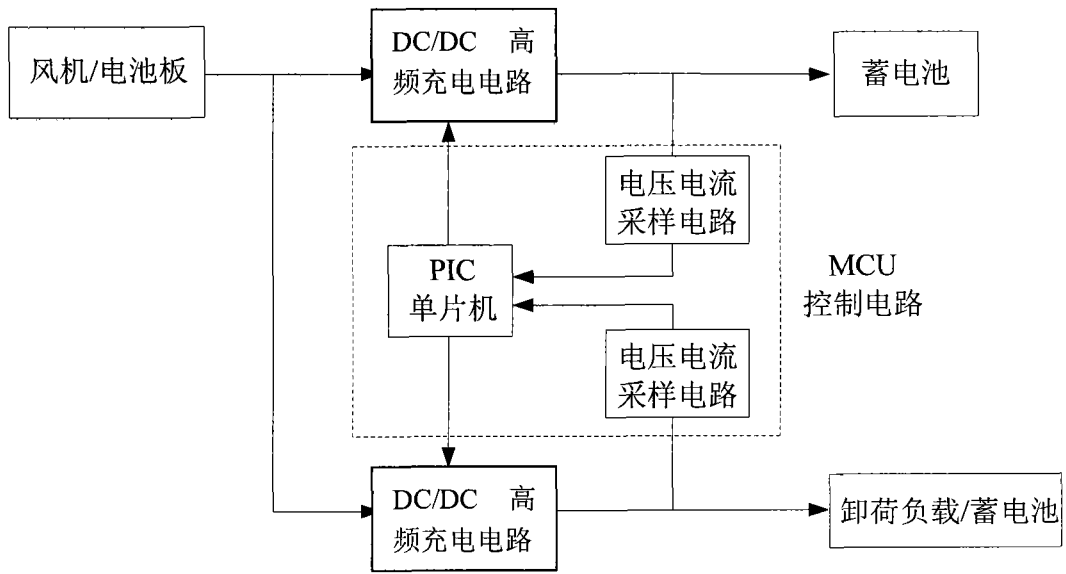 风机/电池板
DC/DC 高
频充电电路
蓄电池
电压电流
采样电路
PIC
单片机
MCU
控制电路
电压电流
采样电路
DC/DC 高
频充电电路
卸荷负载/蓄电池